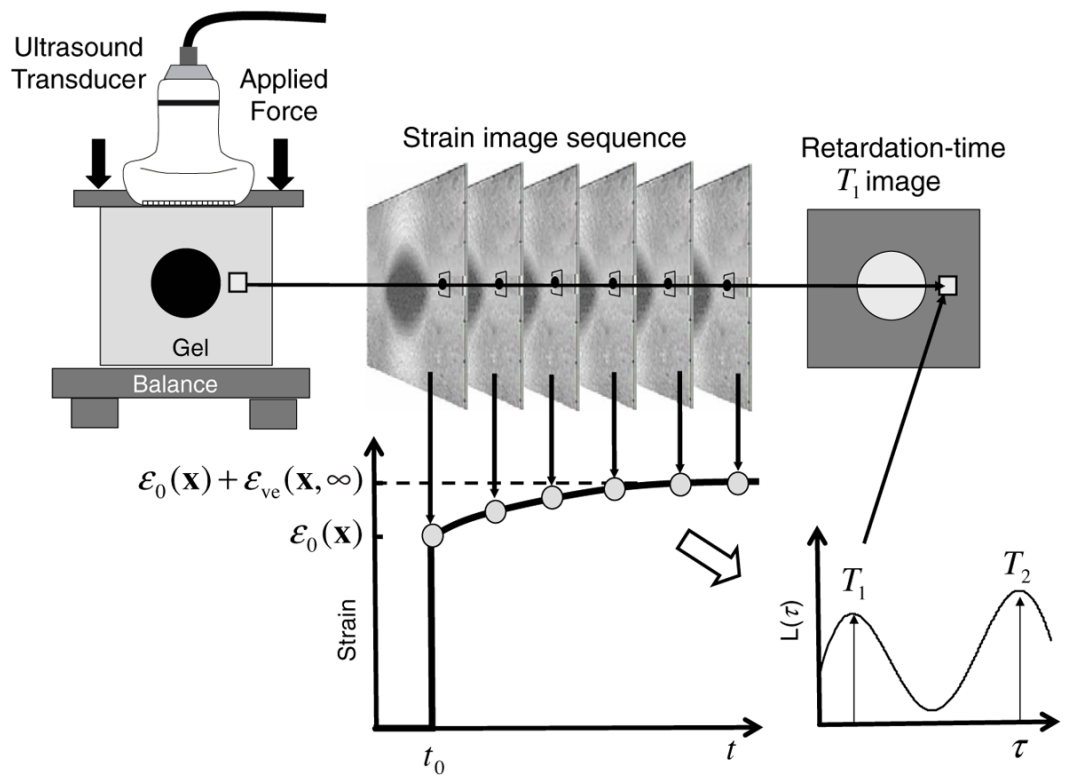 Ultrasound
Transducer
Applied
Force
Gel
Balance
Strain image sequence
Retardation-time
T₁ image
ε₀(x) + ε_ve(x,∞)
ε₀(x)
Strain
t₀
t
L(τ)
T₁
T₂
τ